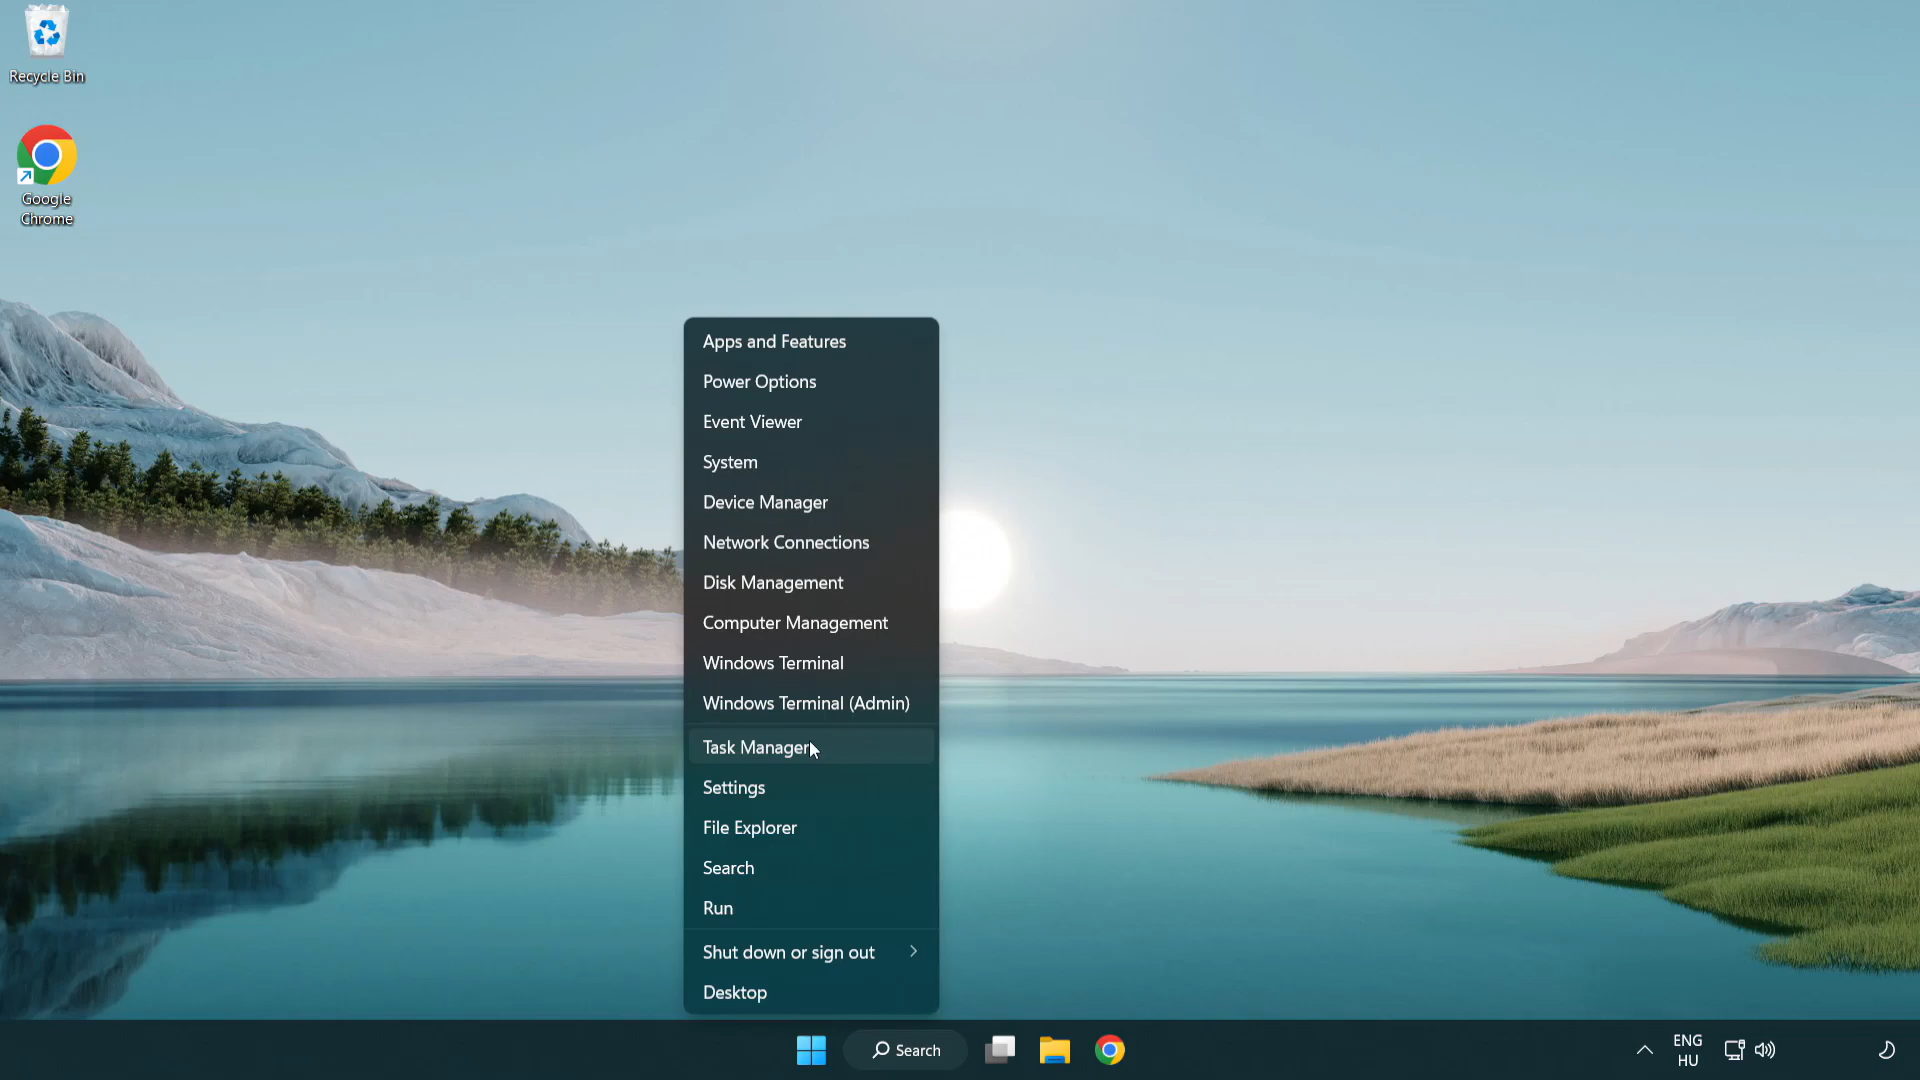 Recycle Bin
Google
Chrome
Apps and Features
Power Options
Event Viewer
System
Device Manager
Network Connections
Disk Management
Computer Management
Windows Terminal
Windows Terminal (Admin)
Task Manager
Settings
File Explorer
Search
Run
Shut down or sign out
Desktop
Search
ENG
HU